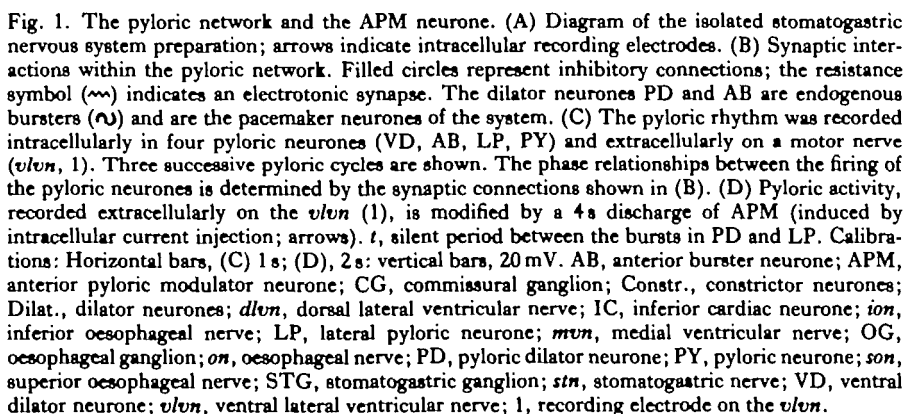 Fig. 1. The pyloric network and the APM neurone. (A) Diagram of the isolated stomatogastric
nervous system preparation; arrows indicate intracellular recording electrodes. (B) Synaptic inter-
actions within the pyloric network. Filled circles represent inhibitory connections; the resistance
symbol (⏦) indicates an electrotonic synapse. The dilator neurones PD and AB are endogenous
bursters (∿) and are the pacemaker neurones of the system. (C) The pyloric rhythm was recorded
intracellularly in four pyloric neurones (VD, AB, LP, PY) and extracellularly on a motor nerve
(vlvn, 1). Three successive pyloric cycles are shown. The phase relationships between the firing of
the pyloric neurones is determined by the synaptic connections shown in (B). (D) Pyloric activity,
recorded extracellularly on the vlvn (1), is modified by a 4 s discharge of APM (induced by
intracellular current injection; arrows). t, silent period between the bursts in PD and LP. Calibra-
tions: Horizontal bars, (C) 1 s; (D), 2 s: vertical bars, 20 mV. AB, anterior burster neurone; APM,
anterior pyloric modulator neurone; CG, commissural ganglion; Constr., constrictor neurones;
Dilat., dilator neurones; dlvn, dorsal lateral ventricular nerve; IC, inferior cardiac neurone; ion,
inferior oesophageal nerve; LP, lateral pyloric neurone; mvn, medial ventricular nerve; OG,
oesophageal ganglion; on, oesophageal nerve; PD, pyloric dilator neurone; PY, pyloric neurone; son,
superior oesophageal nerve; STG, stomatogastric ganglion; stn, stomatogastric nerve; VD, ventral
dilator neurone; vlvn, ventral lateral ventricular nerve; 1, recording electrode on the vlvn.